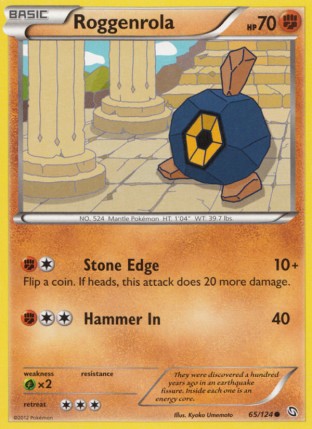 BASIC
Roggenrola
HP 70
NO. 524 Mantle Pokémon HT. 1'04" WT. 39.7 lbs.
Stone Edge 10+
Flip a coin. If heads, this attack does 20 more damage.
Hammer In 40
weakness resistance
×2
retreat
They were discovered a hundred
years ago in an earthquake
fissure. Inside each one is an
energy core.
©2012 Pokémon
Illus. Kyoko Umemoto 65/124